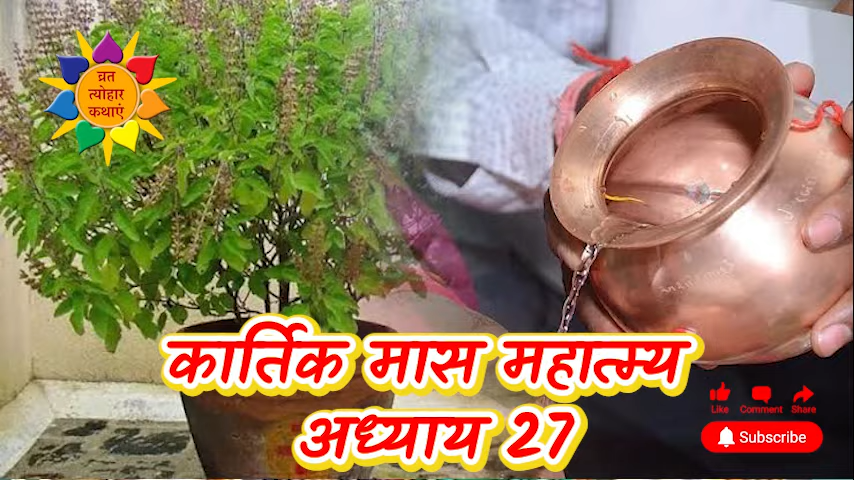 व्रत
त्योहार
कथाएं
कार्तिक मास महात्म्य
अध्याय 27
Like Comment Share
Subscribe